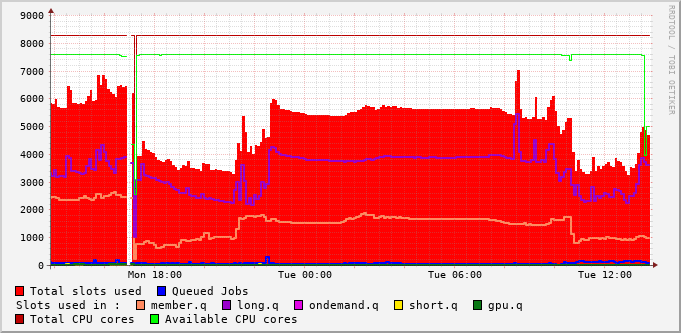 9000
8000
7000
6000
5000
4000
3000
2000
1000
0
Mon 18:00 Tue 00:00 Tue 06:00 Tue 12:00
RRDTOOL / TOBI OETIKER
Total slots used Queued Jobs
Slots used in : member.q long.q ondemand.q short.q gpu.q
Total CPU cores Available CPU cores